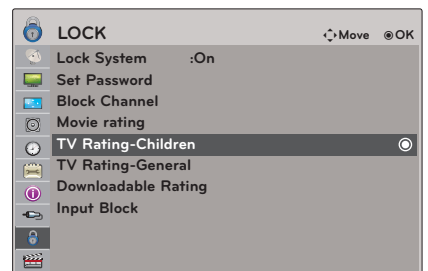 LOCK
Move OK
Lock System :On
Set Password
Block Channel
Movie rating
TV Rating-Children
TV Rating-General
Downloadable Rating
Input Block